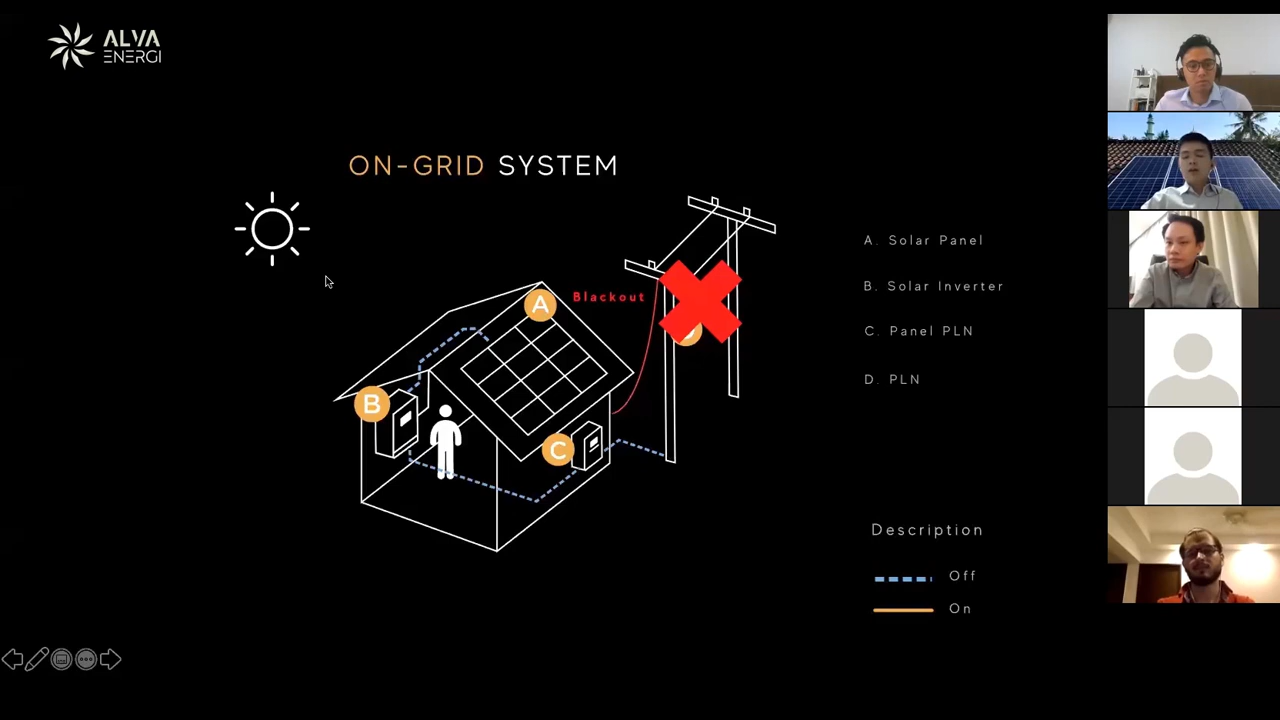 ALVA
ENERGI
ON-GRID SYSTEM
A. Solar Panel
B. Solar Inverter
C. Panel PLN
D. PLN
Blackout
A
B
C
Description
Off
On